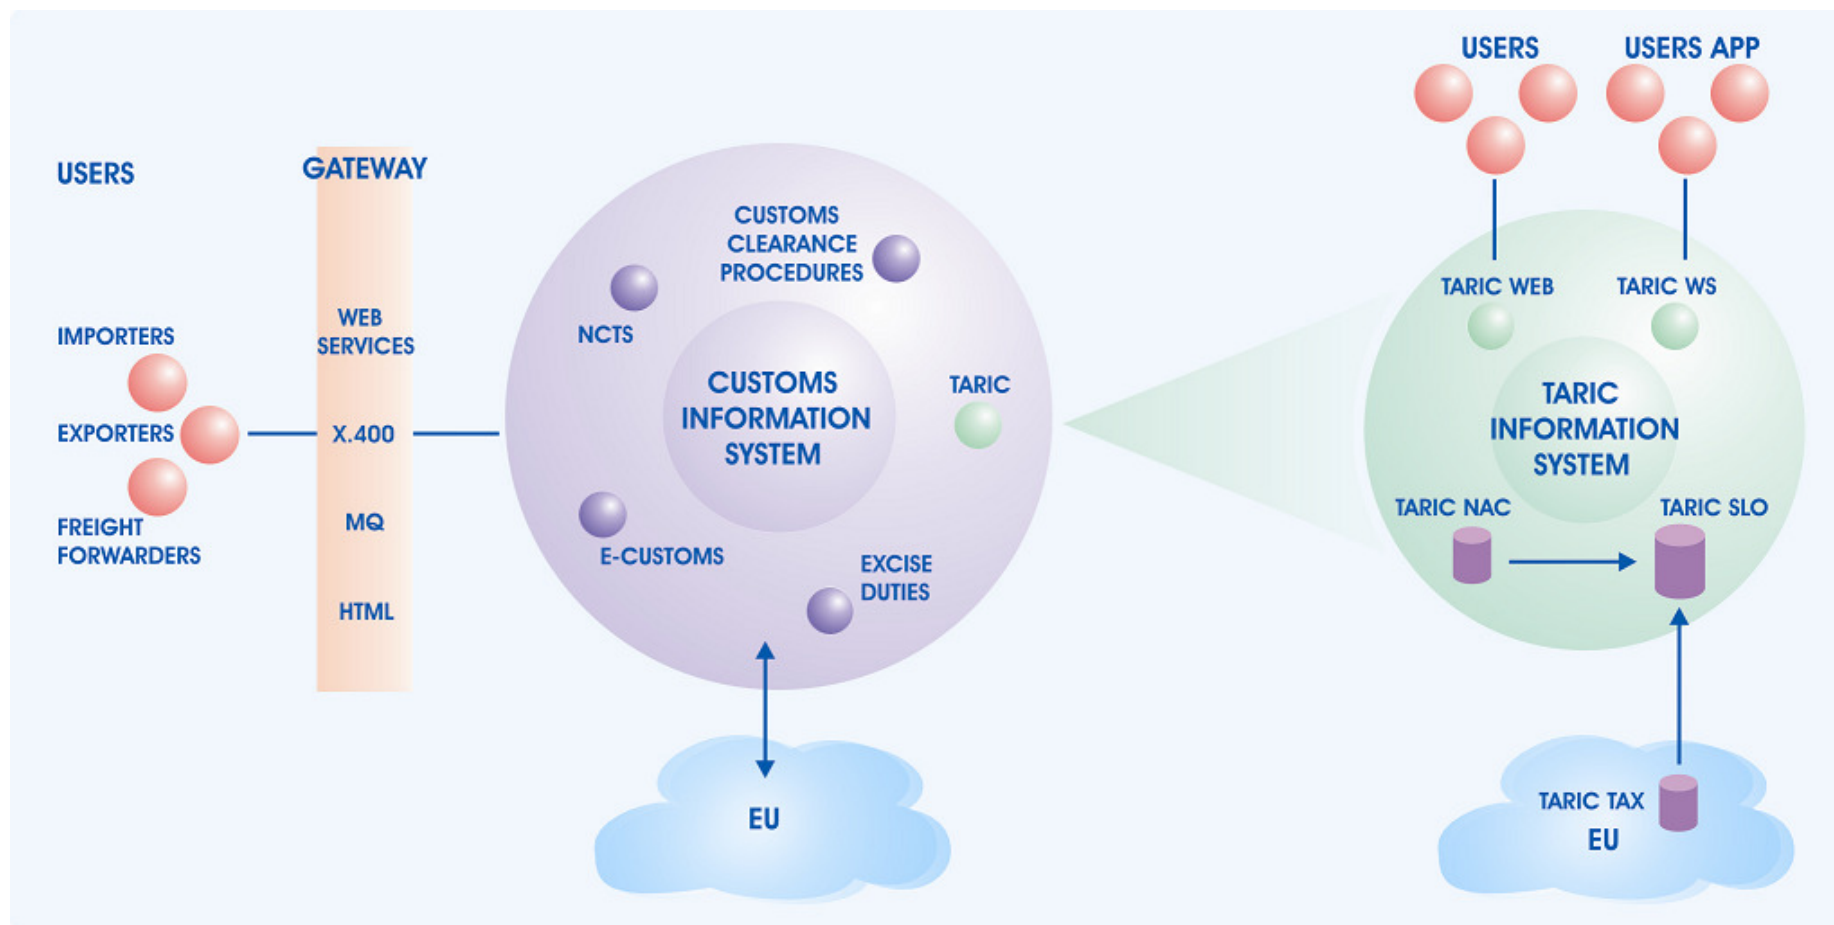 USERS
IMPORTERS
EXPORTERS
FREIGHT
FORWARDERS
GATEWAY
WEB
SERVICES
X.400
MQ
HTML
CUSTOMS
CLEARANCE
PROCEDURES
NCTS
CUSTOMS
INFORMATION
SYSTEM
TARIC
E-CUSTOMS
EXCISE
DUTIES
EU
USERS
USERS APP
TARIC WEB
TARIC WS
TARIC
INFORMATION
SYSTEM
TARIC NAC
TARIC SLO
TARIC TAX
EU